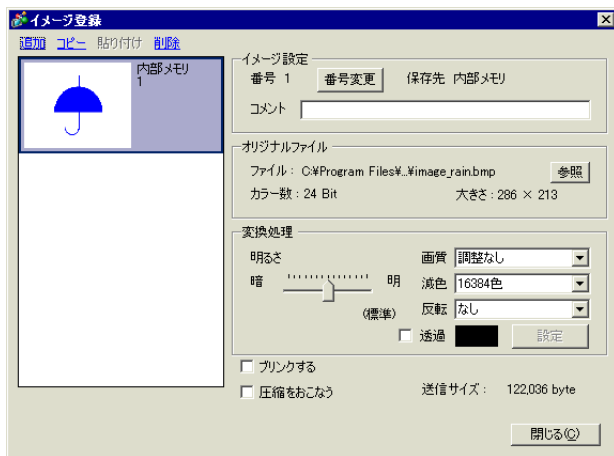 イメージ登録
追加 コピー 貼り付け 削除
内部メモリ
1
イメージ設定
番号 1 番号変更 保存先 内部メモリ
コメント
オリジナルファイル
ファイル : C:¥Program Files¥...¥image_rain.bmp 参照
カラー数 : 24 Bit 大きさ : 286 × 213
変換処理
明るさ
暗 明
(標準)
画質 調整なし
減色 16384色
反転 なし
透過 設定
ブリンクする
圧縮をおこなう
送信サイズ : 122,036 byte
閉じる(C)